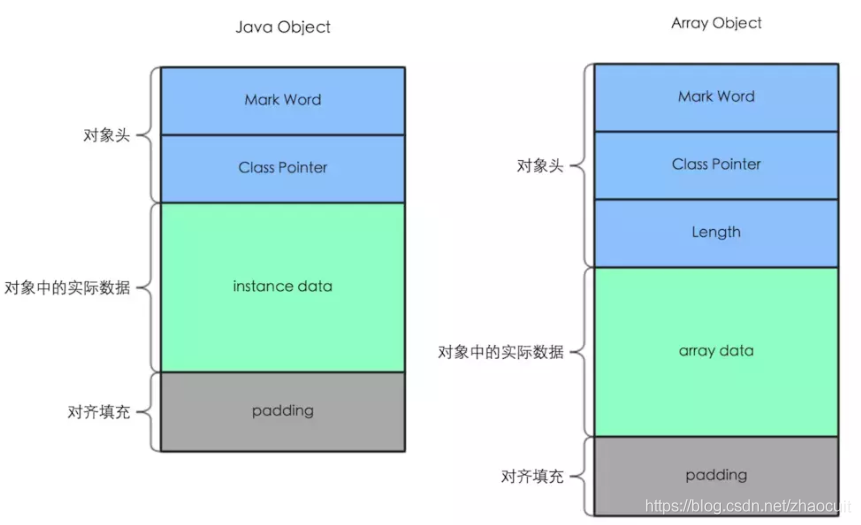 Java Object
对象头
Mark Word
Class Pointer
对象中的实际数据
instance data
对齐填充
padding
Array Object
对象头
Mark Word
Class Pointer
Length
对象中的实际数据
array data
对齐填充
padding
https://blog.csdn.net/zhaocuit